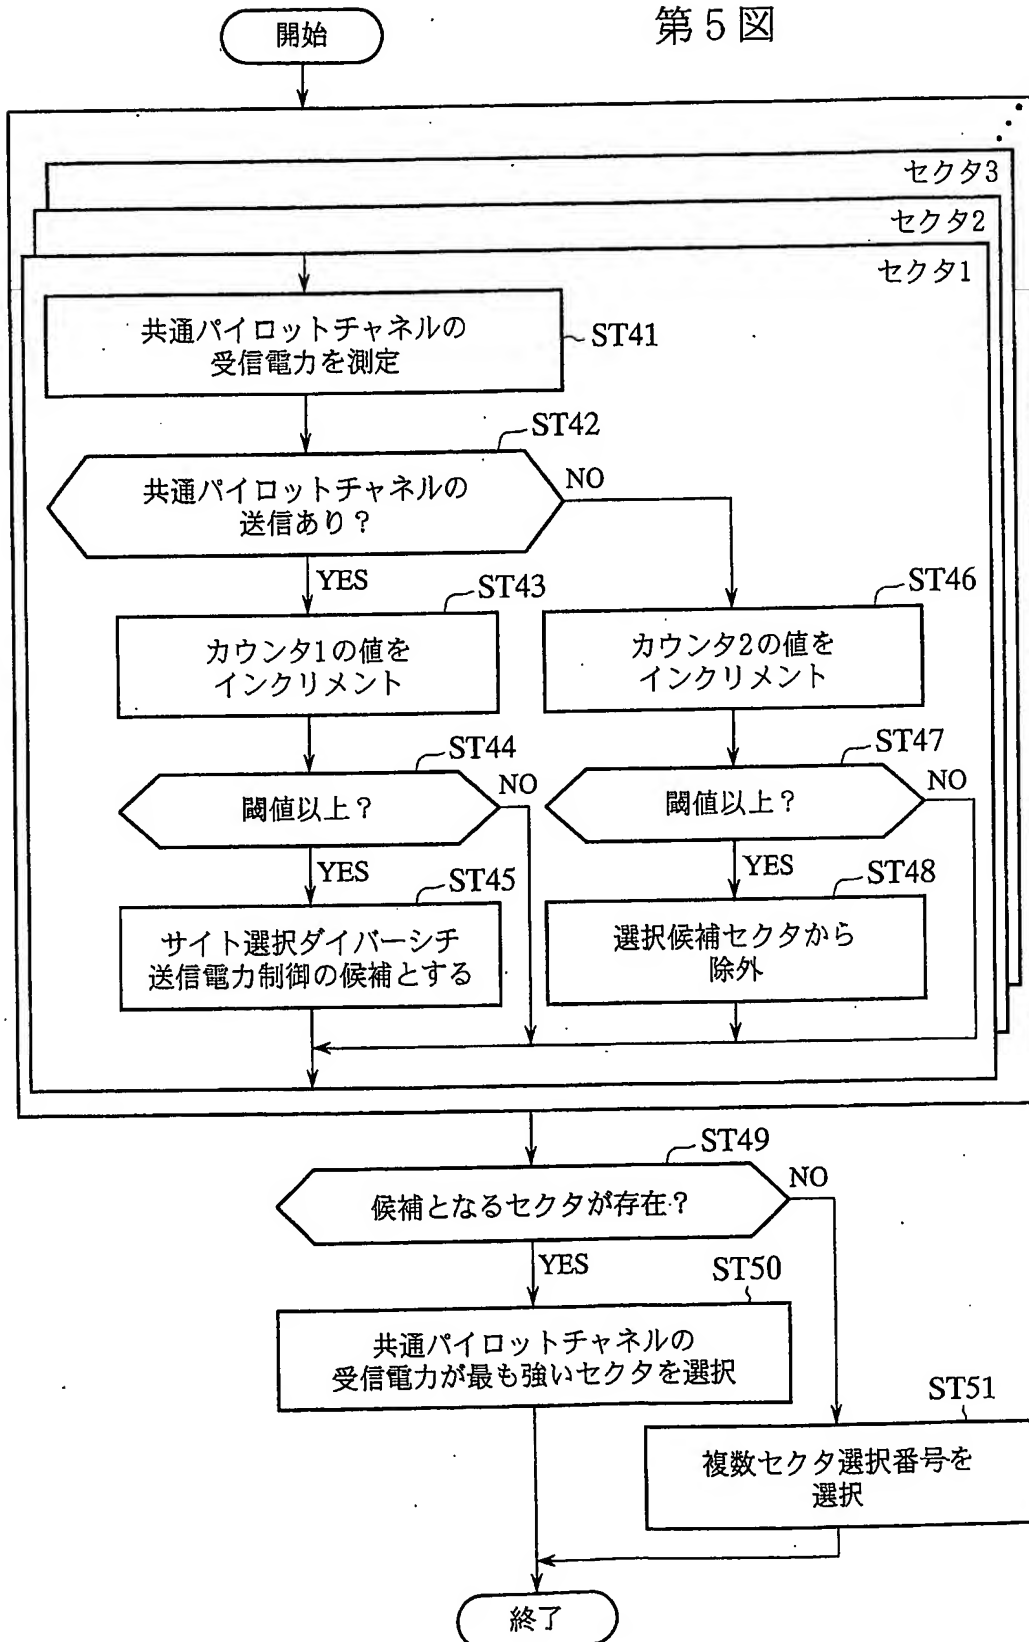 第5図
開始
セクタ3
セクタ2
セクタ1
共通パイロットチャネルの
受信電力を測定
ST41
ST42
共通パイロットチャネルの
送信あり?
NO
YES
ST43
カウンタ1の値を
インクリメント
ST46
カウンタ2の値を
インクリメント
ST44
閾値以上?
NO
YES
ST47
閾値以上?
NO
YES
ST45
サイト選択ダイバーシチ
送信電力制御の候補とする
ST48
選択候補セクタから
除外
ST49
候補となるセクタが存在?
NO
YES
ST50
共通パイロットチャネルの
受信電力が最も強いセクタを選択
ST51
複数セクタ選択番号を
選択
終了